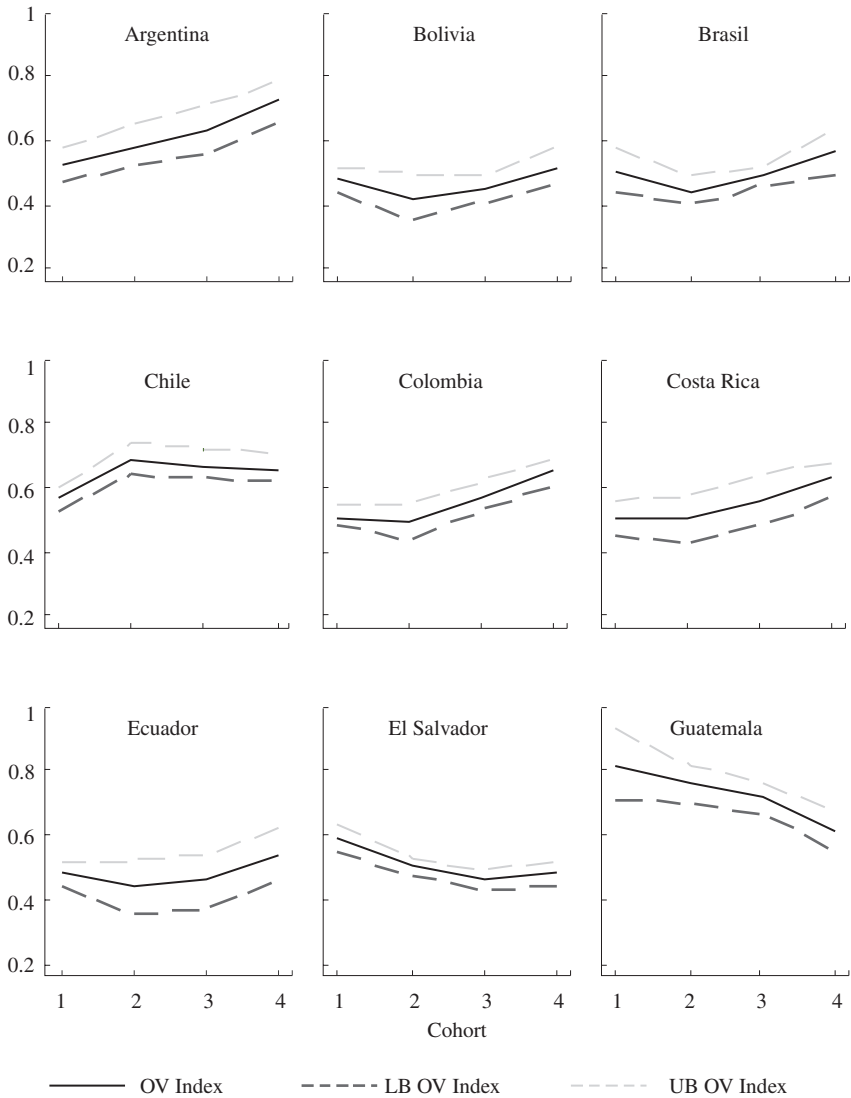 1
Argentina
Bolivia
Brasil
0.8
0.6
0.4
0.2
1
Chile
Colombia
Costa Rica
0.8
0.6
0.4
0.2
1
Ecuador
El Salvador
Guatemala
0.8
0.6
0.4
0.2
1 2 3 4 1 2 3 4 1 2 3 4
Cohort
OV Index LB OV Index UB OV Index